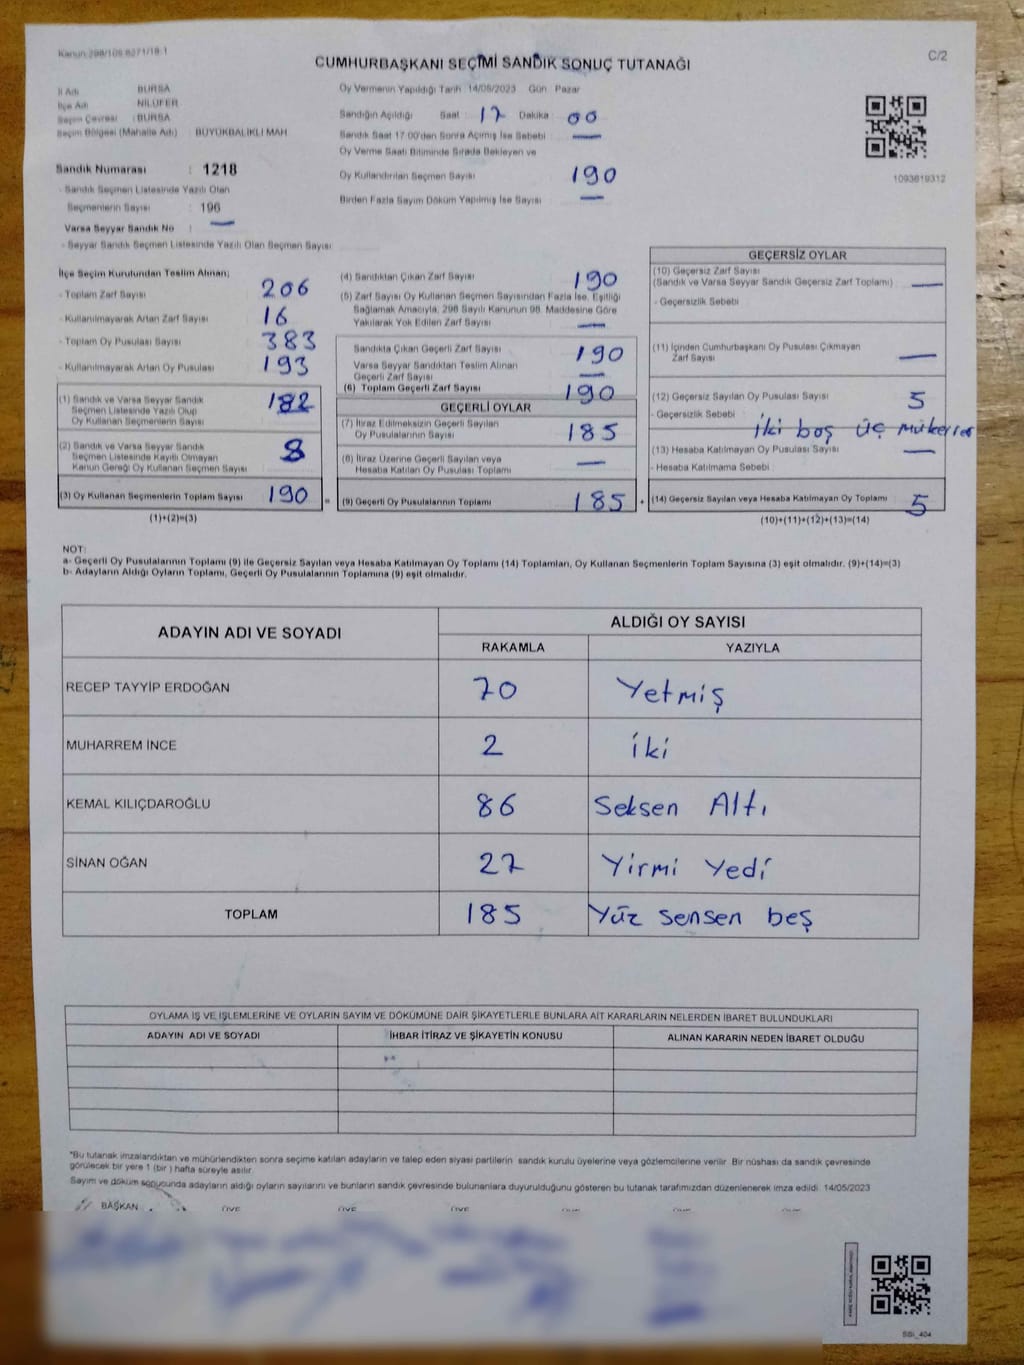 Kanun 298/109 6271/19 1
C/2
CUMHURBAŞKANI SEÇİMİ SANDIK SONUÇ TUTANAĞI
İl Adı : BURSA
İlçe Adı : NİLÜFER
Seçim Çevresi : BURSA
Seçim Bölgesi (Mahalle Adı) : BÜYÜKBALIKLI MAH
Sandık Numarası : 1218
- Sandık Seçmen Listesinde Yazılı Olan
Seçmenlerin Sayısı : 196
Varsa Seyyar Sandık No : —
- Seyyar Sandık Seçmen Listesinde Yazılı Olan Seçmen Sayısı
Oy Vermenin Yapıldığı Tarih 14/05/2023 Gün Pazar
Sandığın Açıldığı Saat 17 Dakika 00
Sandık Saat 17:00'den Sonra Açımış İse Sebebi —
Oy Verme Saati Bitiminde Sırada Bekleyen ve
Oy Kullandırılan Seçmen Sayısı 190
Birden Fazla Sayım Döküm Yapılmış İse Sayısı —
1093619312
İlçe Seçim Kurulundan Teslim Alınan;
- Toplam Zarf Sayısı 206
- Kullanılmayarak Artan Zarf Sayısı 16
- Toplam Oy Pusulası Sayısı 383
- Kullanılmayarak Artan Oy Pusulası 193
(1) Sandık ve Varsa Seyyar Sandık
Seçmen Listesinde Yazılı Olup
Oy Kullanan Seçmenlerin Sayısı 182
(2) Sandık ve Varsa Seyyar Sandık
Seçmen Listesinde Kayıtlı Olmayan
Kanun Gereği Oy Kullanan Seçmen Sayısı 8
(3) Oy Kullanan Seçmenlerin Toplam Sayısı 190 =
(1)+(2)=(3)
(4) Sandıktan Çıkan Zarf Sayısı 190
(5) Zarf Sayısı Oy Kullanan Seçmen Sayısından Fazla İse, Eşitliği
Sağlamak Amacıyla, 298 Sayılı Kanunun 98. Maddesine Göre
Yakılarak Yok Edilen Zarf Sayısı —
Sandıkta Çıkan Geçerli Zarf Sayısı 190
Varsa Seyyar Sandıktan Teslim Alınan
Geçerli Zarf Sayısı —
(6) Toplam Geçerli Zarf Sayısı 190
GEÇERLİ OYLAR
(7) İtiraz Edilmeksizin Geçerli Sayılan
Oy Pusulalarının Sayısı 185
(8) İtiraz Üzerine Geçerli Sayılan veya
Hesaba Katılan Oy Pusulası Toplamı —
(9) Geçerli Oy Pusulalarının Toplamı 185 +
GEÇERSİZ OYLAR
(10) Geçersiz Zarf Sayısı
(Sandık ve Varsa Seyyar Sandık Geçersiz Zarf Toplamı) —
- Geçersizlik Sebebi
(11) İçinden Cumhurbaşkanı Oy Pusulası Çıkmayan
Zarf Sayısı —
(12) Geçersiz Sayılan Oy Pusulası Sayısı 5
- Geçersizlik Sebebi : iki boş üç mükerrer
(13) Hesaba Katılmayan Oy Pusulası Sayısı —
- Hesaba Katılmama Sebebi
(14) Geçersiz Sayılan veya Hesaba Katılmayan Oy Toplamı 5
(10)+(11)+(12)+(13)=(14)
NOT:
a- Geçerli Oy Pusulalarının Toplamı (9) ile Geçersiz Sayılan veya Hesaba Katılmayan Oy Toplamı (14) Toplamları, Oy Kullanan Seçmenlerin Toplam Sayısına (3) eşit olmalıdır. (9)+(14)=(3)
b- Adayların Aldığı Oyların Toplamı, Geçerli Oy Pusulalarının Toplamına (9) eşit olmalıdır.
ADAYIN ADI VE SOYADI ALDIĞI OY SAYISI
RAKAMLA YAZIYLA
RECEP TAYYİP ERDOĞAN 70 Yetmiş
MUHARREM İNCE 2 iki
KEMAL KILIÇDAROĞLU 86 Seksen Altı
SİNAN OĞAN 27 Yirmi Yedi
TOPLAM 185 Yüz sensen beş
OYLAMA İŞ VE İŞLEMLERİNE VE OYLARIN SAYIM VE DÖKÜMÜNE DAİR ŞİKAYETLERLE BUNLARA AİT KARARLARIN NELERDEN İBARET BULUNDUKLARI
ADAYIN ADI VE SOYADI İHBAR İTİRAZ VE ŞİKAYETİN KONUSU ALINAN KARARIN NEDEN İBARET OLDUĞU
*Bu tutanak imzalandıktan ve mühürlendikten sonra seçime katılan adayların ve talep eden siyasi partilerin sandık kurulu üyelerine veya gözlemcilerine verilir. Bir nüshası da sandık çevresinde
görülecek bir yere 1 (bir) hafta süreyle asılır.
Sayım ve döküm sonucunda adayların aldığı oyların sayılarını ve bunların sandık çevresinde bulunanlara duyurulduğunu gösteren bu tutanak tarafımızdan düzenlenerek imza edildi. 14/05/2023
BAŞKAN ÜYE ÜYE ÜYE
SBİ_404